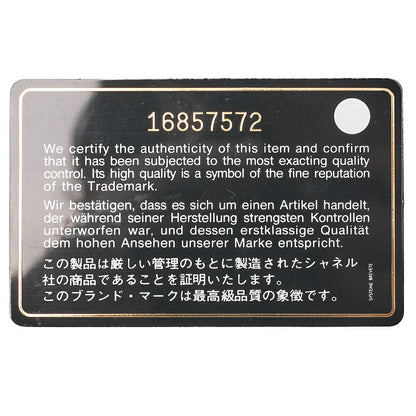 16857572
We certify the authenticity of this item and confirm
that it has been subjected to the most exacting quality
control. Its high quality is a symbol of the fine reputation
of the Trademark.
Wir bestätigen, dass es sich um einen Artikel handelt,
der während seiner Herstellung strengsten Kontrollen
unterworfen war, und dessen erstklassige Qualität
dem hohen Ansehen unserer Marke entspricht.
この製品は厳しい管理のもとに製造されたシャネル
社の商品であることを証明いたします。
このブランド・マークは最高級品質の象徴です。
SYSTEME BREVETE